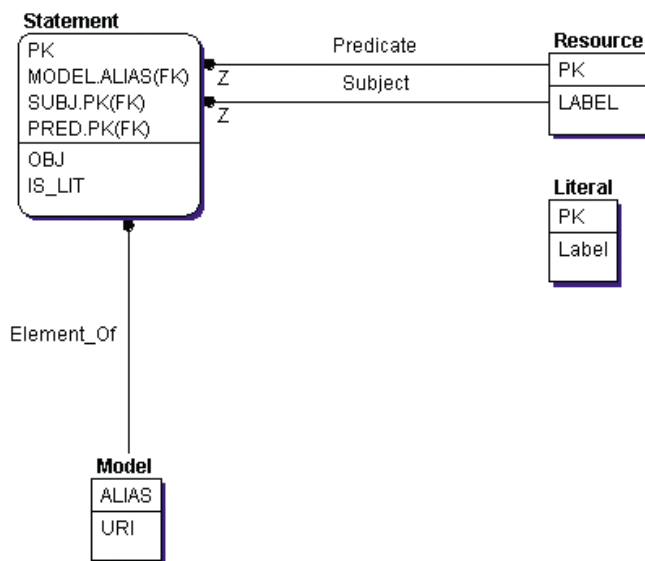 Statement
PK
MODEL.ALIAS(FK)
SUBJ.PK(FK)
PRED.PK(FK)
OBJ
IS_LIT
Predicate
Z
Subject
Z
Resource
PK
LABEL
Literal
PK
Label
Element_Of
Model
ALIAS
URI